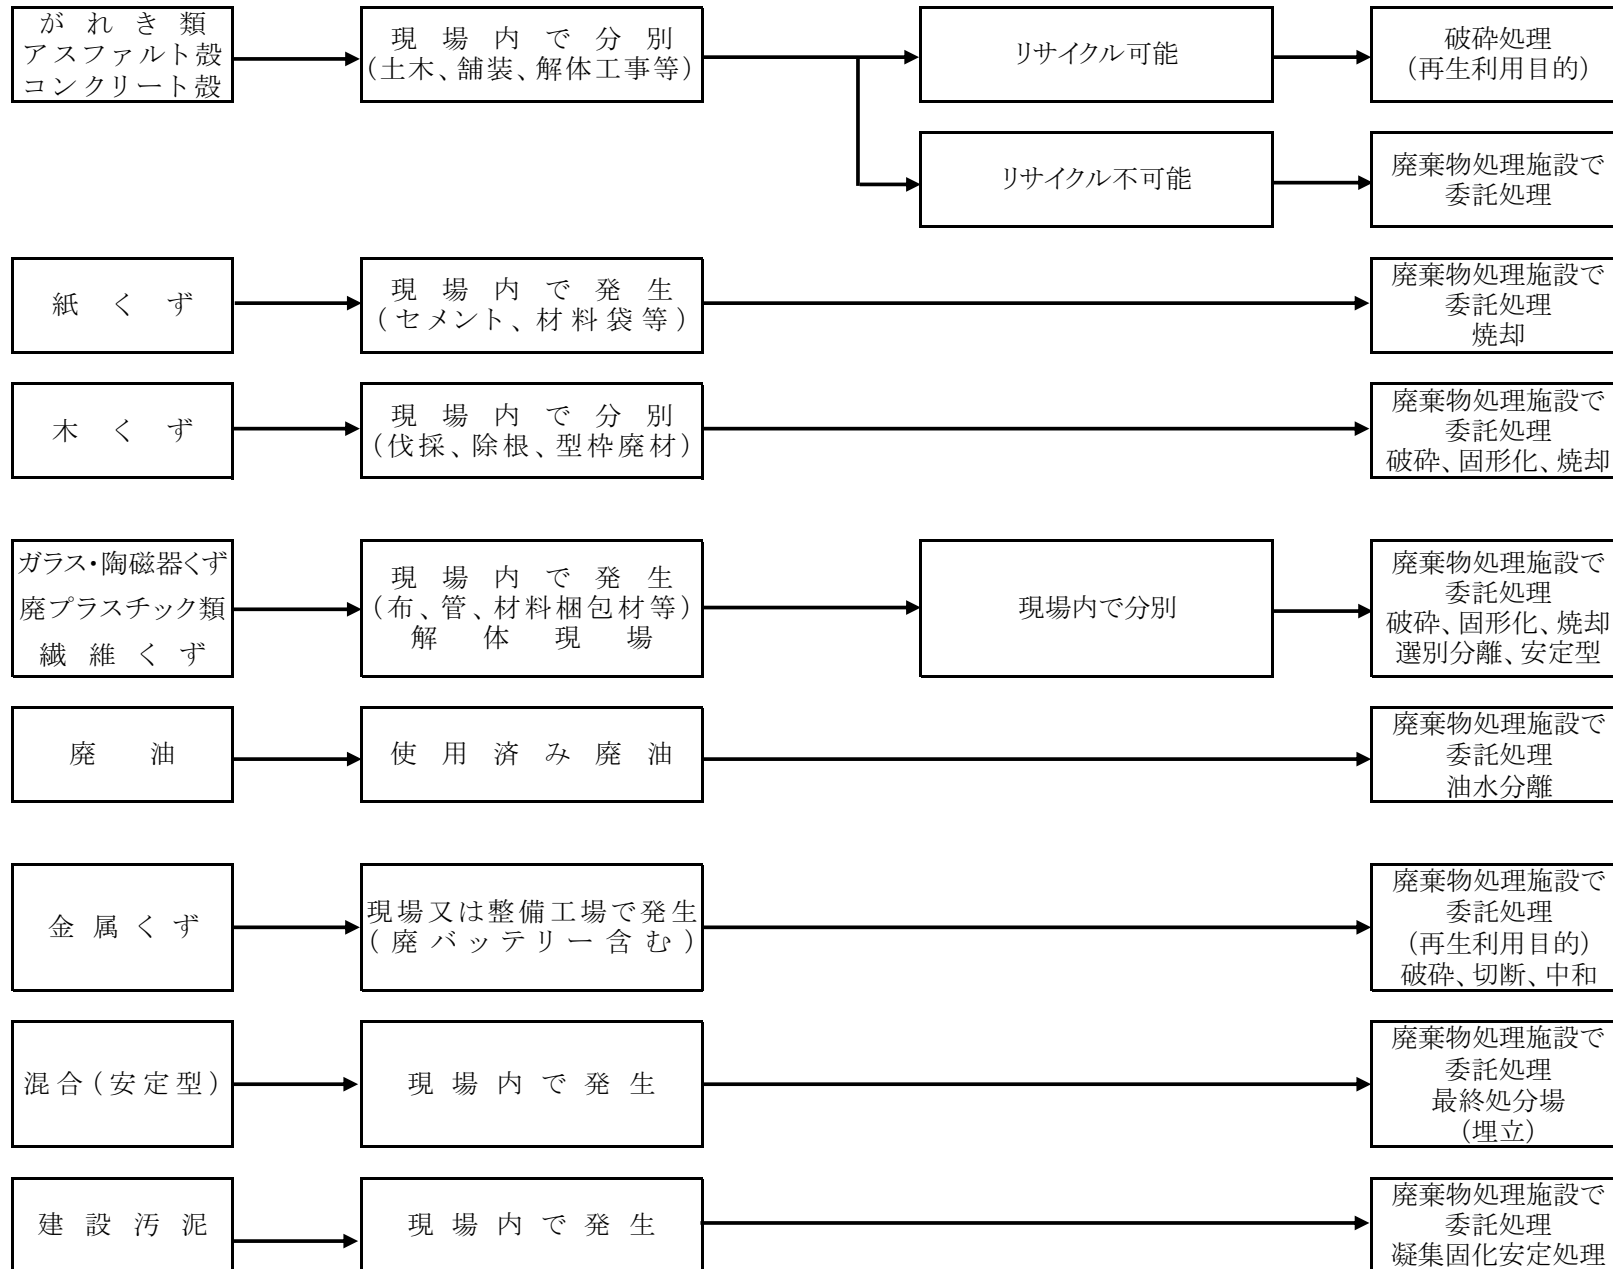 がれき類
アスファルト殻
コンクリート殻
現場内で分別
(土木、舗装、解体工事等)
リサイクル可能
破砕処理
(再生利用目的)
リサイクル不可能
廃棄物処理施設で
委託処理
紙くず
現場内で発生
(セメント、材料袋等)
廃棄物処理施設で
委託処理
焼却
木くず
現場内で分別
(伐採、除根、型枠廃材)
廃棄物処理施設で
委託処理
破砕、固形化、焼却
ガラス・陶磁器くず
廃プラスチック類
繊維くず
現場内で発生
(布、管、材料梱包材等)
解体現場
現場内で分別
廃棄物処理施設で
委託処理
破砕、固形化、焼却
選別分離、安定型
廃油
使用済み廃油
廃棄物処理施設で
委託処理
油水分離
金属くず
現場又は整備工場で発生
(廃バッテリー含む)
廃棄物処理施設で
委託処理
(再生利用目的)
破砕、切断、中和
混合(安定型)
現場内で発生
廃棄物処理施設で
委託処理
最終処分場
(埋立)
建設汚泥
現場内で発生
廃棄物処理施設で
委託処理
凝集固化安定処理